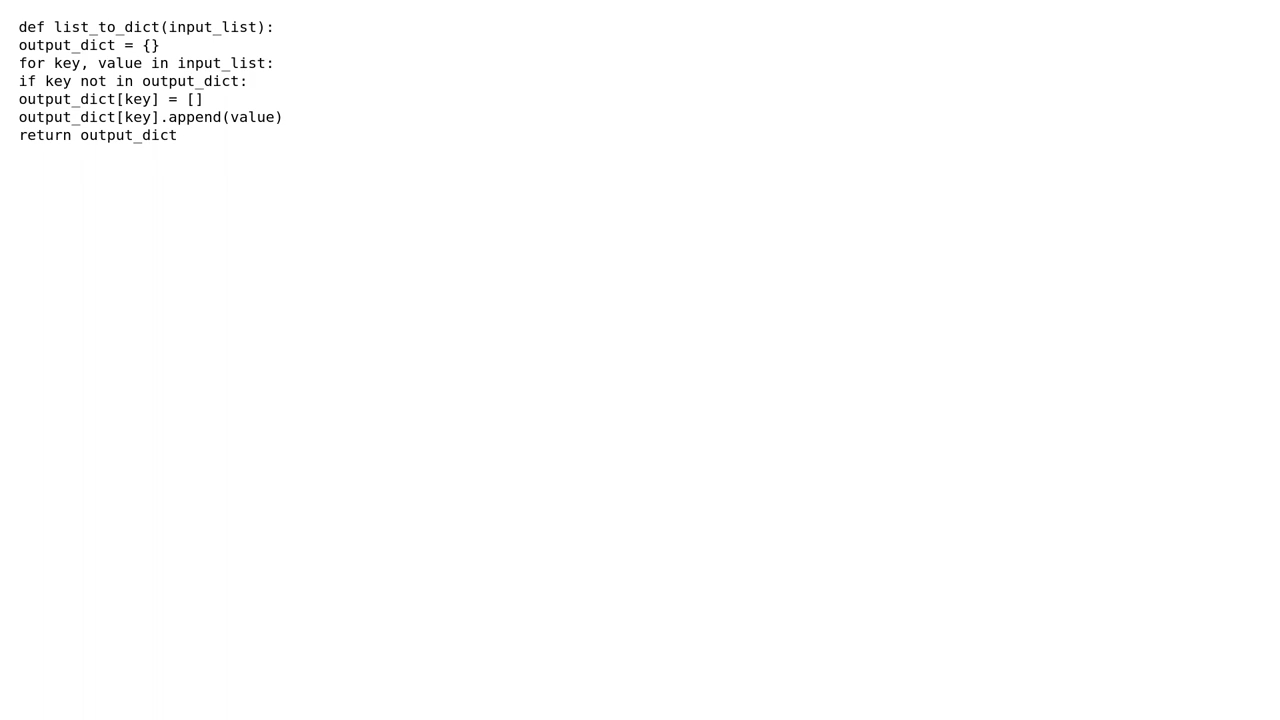 def list_to_dict(input_list):
output_dict = {}
for key, value in input_list:
if key not in output_dict:
output_dict[key] = []
output_dict[key].append(value)
return output_dict